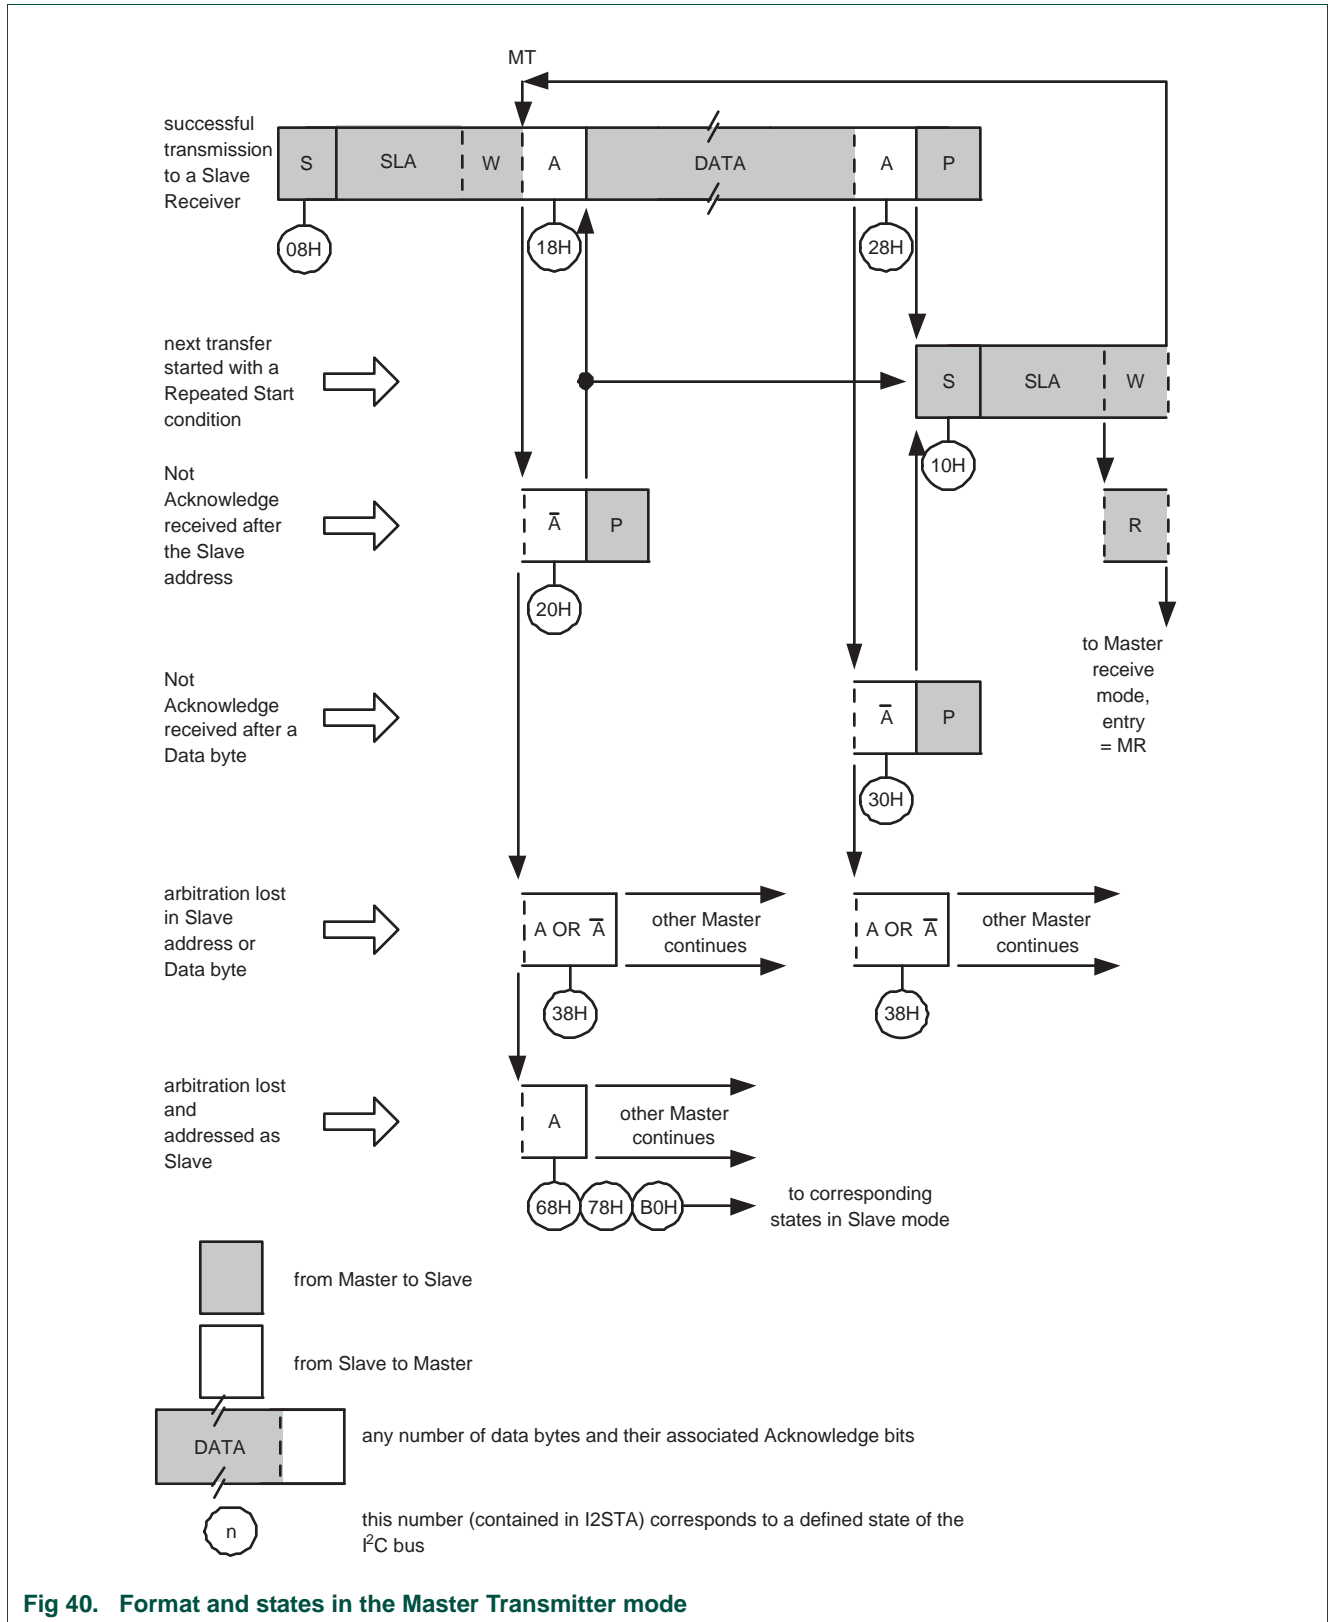 MT
successful
transmission
to a Slave
Receiver
S
SLA
W
A
DATA
A
P
08H
18H
28H
next transfer
started with a
Repeated Start
condition
S
SLA
W
10H
Not
Acknowledge
received after
the Slave
address
A̅
P
R
20H
to Master
receive
mode,
entry
= MR
Not
Acknowledge
received after a
Data byte
A̅
P
30H
arbitration lost
in Slave
address or
Data byte
A OR A̅
other Master
continues
A OR A̅
other Master
continues
38H
38H
arbitration lost
and
addressed as
Slave
A
other Master
continues
68H
78H
B0H
to corresponding
states in Slave mode
from Master to Slave
from Slave to Master
DATA
any number of data bytes and their associated Acknowledge bits
n
this number (contained in I2STA) corresponds to a defined state of the
I²C bus
Fig 40. Format and states in the Master Transmitter mode